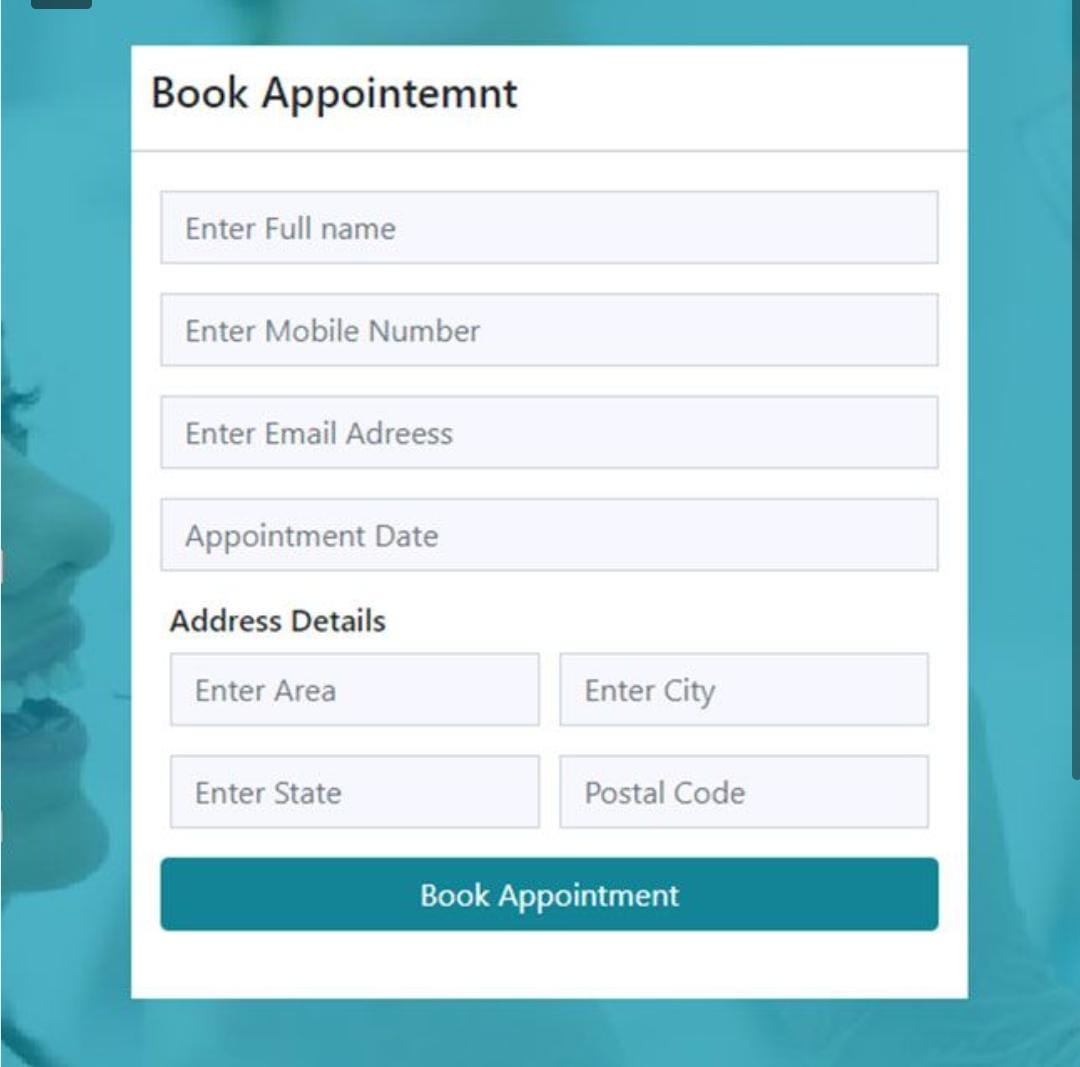 Book Appointemnt
Enter Full name
Enter Mobile Number
Enter Email Adreess
Appointment Date
Address Details
Enter Area Enter City
Enter State Postal Code
Book Appointment